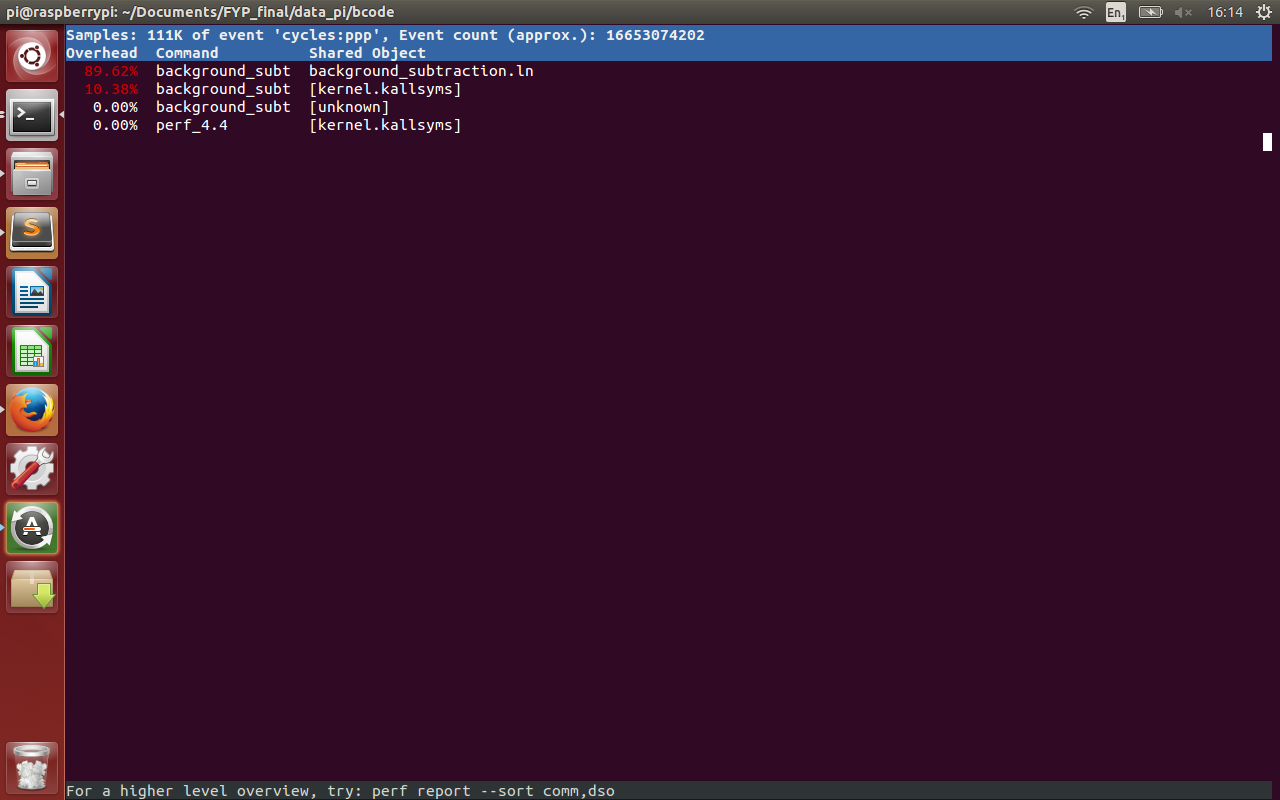 pi@raspberrypi: ~/Documents/FYP_final/data_pi/bcode
En1 16:14
Samples: 111K of event 'cycles:ppp', Event count (approx.): 16653074202
Overhead  Command          Shared Object
89.62%  background_subt  background_subtraction.ln
10.38%  background_subt  [kernel.kallsyms]
0.00%  background_subt  [unknown]
0.00%  perf_4.4         [kernel.kallsyms]
>_
S
A
For a higher level overview, try: perf report --sort comm,dso